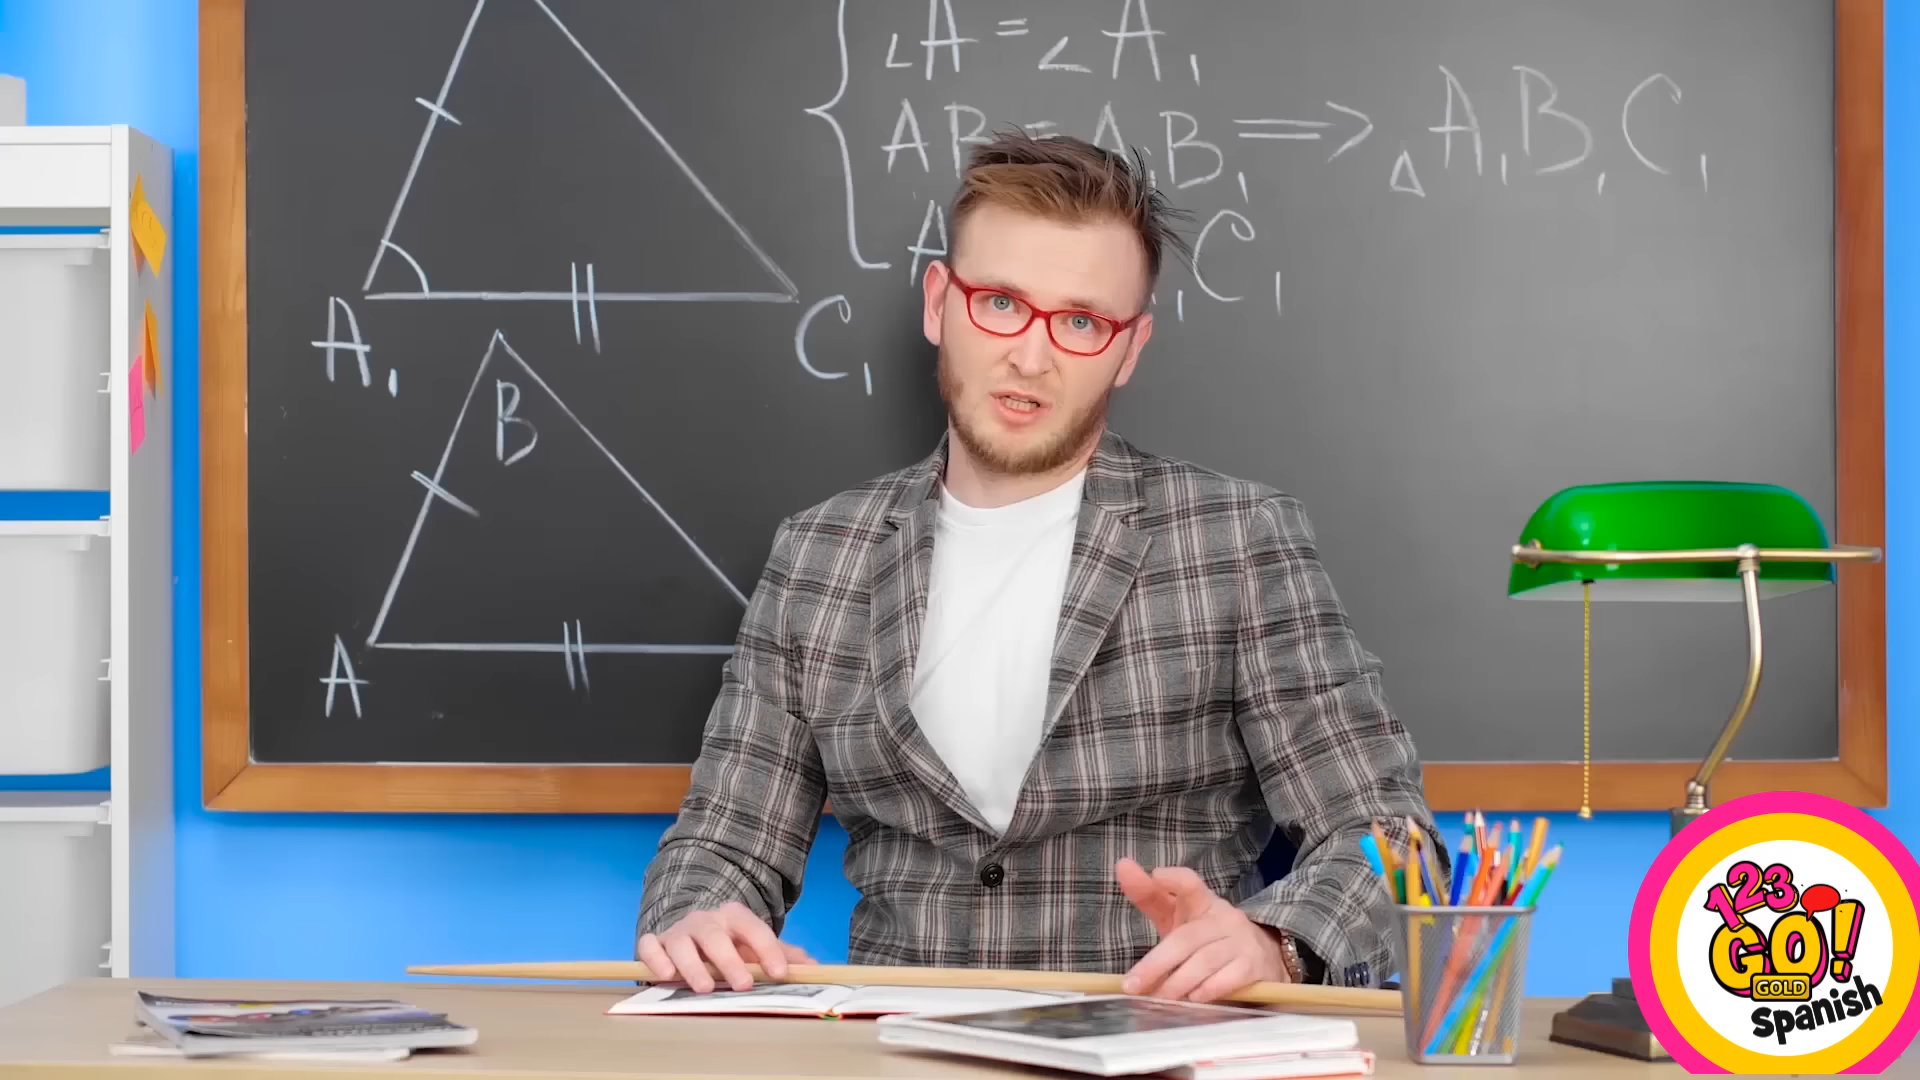 ∠A = ∠A₁
AB = A₁B₁ ⟹ △A₁B₁C₁
A₁ C₁
B
A
123
GO!
GOLD
Spanish